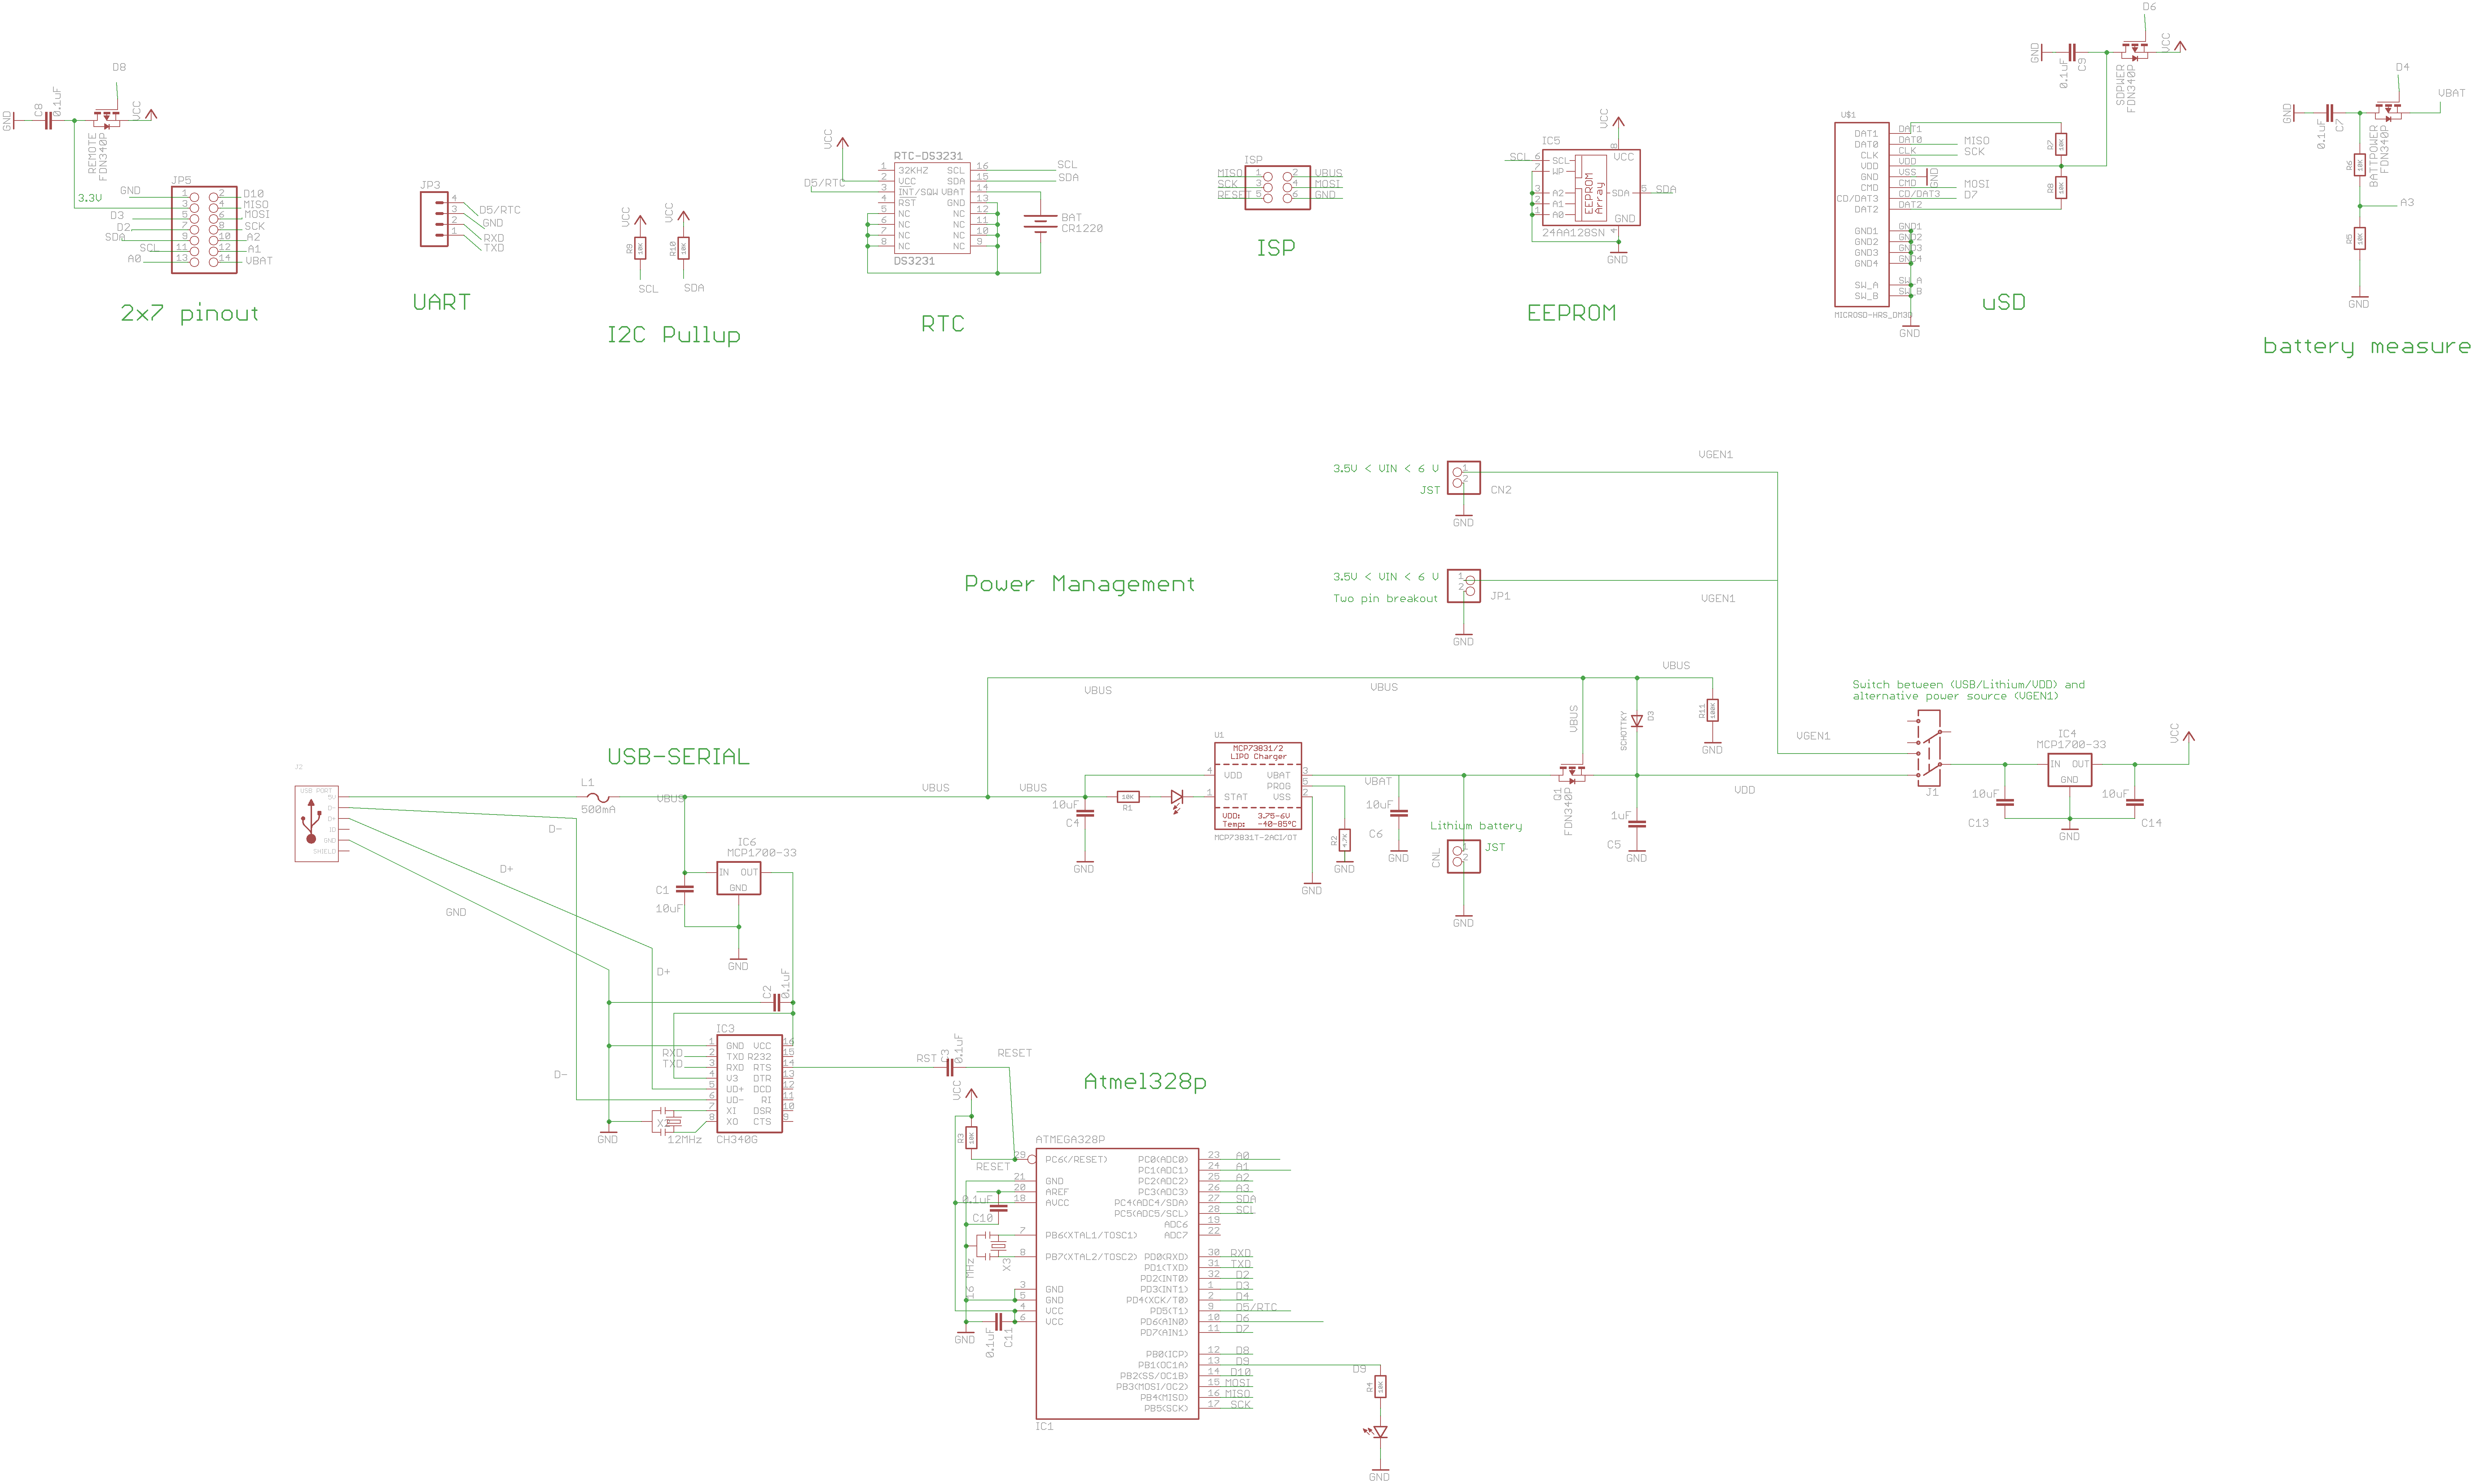 D8
GND
C8
0.1uF
VCC
REMOTE
FDN340P
JP5
GND
3.3V
D3
D2
SDA
SCL
A0
1 2
3 4
5 6
7 8
9 10
11 12
13 14
D10
MISO
MOSI
SCK
A2
A1
VBAT
2x7 pinout
JP3
4
3
2
1
D5/RTC
GND
RXD
TXD
UART
VCC
VCC
R9
10K
R10
10K
SCL
SDA
I2C Pullup
VCC
D5/RTC
RTC-DS3231
1 32KHZ SCL 16
2 VCC SDA 15
3 INT/SQW VBAT 14
4 RST GND 13
5 NC NC 12
6 NC NC 11
7 NC NC 10
8 NC NC 9
DS3231
SCL
SDA
BAT
CR1220
RTC
ISP
MISO 1 2 VBUS
SCK 3 4 MOSI
RESET 5 6 GND
ISP
VCC
IC5
SCL 6 SCL
7 WP
3 A2
2 A1
1 A0
8
VCC
EEPROM
Array
SDA 5 SDA
GND
4
24AA128SN
GND
EEPROM
D6
GND
0.1uF
C9
VCC
SDPOWER
FDN340P
U$1
DAT1 DAT1
DAT0 DAT0 MISO
CLK CLK SCK
VDD VDD
GND VSS GND
CMD CMD MOSI
CD/DAT3 CD/DAT3 D7
DAT2 DAT2
GND1 GND1
GND2 GND2
GND3 GND3
GND4 GND4
SW_A SW_A
SW_B SW_B
MICROSD-HRS_DM3D
GND
R7
10K
R8
10K
uSD
D4
VBAT
GND
0.1uF
C7
BATTPOWER
FDN340P
R6
10K
A3
R5
10K
GND
battery measure
3.5V < VIN < 6 V
JST
1
2
CN2
GND
VGEN1
Power Management
3.5V < VIN < 6 V
Two pin breakout
1
2
JP1
GND
VGEN1
VBUS
VBUS
VBUS
Switch between (USB/Lithium/VDD) and
alternative power source (VGEN1)
USB-SERIAL
J2
USB PORT
5V
D-
D+
ID
GND
SHIELD
L1
500mA
VBUS
VBUS
VBUS
10uF
C4
GND
10K
R1
U1
MCP73831/2
LIPO Charger
4 VDD VBAT 3
PROG 5
1 STAT VSS 2
VDD: 3.75-6V
Temp: -40-85ºC
MCP73831T-2ACI/OT
GND
R2
4.7K
GND
VBAT
10uF
C6
GND
Lithium battery
JST
CNL
1
2
GND
VBUS
Q1
FDN340P
SCHOTTKY
D3
R11
100K
GND
1uF
C5
GND
VDD
VGEN1
J1
IC4
MCP1700-33
IN OUT
GND
VCC
10uF
C13
10uF
C14
GND
D-
D+
GND
D+
D-
IC6
MCP1700-33
IN OUT
GND
C1
10uF
GND
C2
0.1uF
IC3
1 GND VCC 16
RXD 2 TXD R232 15
TXD 3 RXD RTS 14
4 V3 DTR 13
5 UD+ DCD 12
6 UD- RI 11
7 XI DSR 10
8 XO CTS 9
CH340G
X2
12MHz
GND
RST
C3
0.1uF
RESET
VCC
Atmel328p
R3
10K
RESET
ATMEGA328P
29 PC6(/RESET)
21 GND
20 AREF
18 AVCC
7 PB6(XTAL1/TOSC1)
8 PB7(XTAL2/TOSC2)
3 GND
5 GND
4 VCC
6 VCC
0.1uF
C10
16 MHz
X3
GND
0.1uF
C11
PC0(ADC0) 23 A0
PC1(ADC1) 24 A1
PC2(ADC2) 25 A2
PC3(ADC3) 26 A3
PC4(ADC4/SDA) 27 SDA
PC5(ADC5/SCL) 28 SCL
ADC6 19
ADC7 22
PD0(RXD) 30 RXD
PD1(TXD) 31 TXD
PD2(INT0) 32 D2
PD3(INT1) 1 D3
PD4(XCK/T0) 2 D4
PD5(T1) 9 D5/RTC
PD6(AIN0) 10 D6
PD7(AIN1) 11 D7
PB0(ICP) 12 D8
PB1(OC1A) 13 D9
PB2(SS/OC1B) 14 D10
PB3(MOSI/OC2) 15 MOSI
PB4(MISO) 16 MISO
PB5(SCK) 17 SCK
IC1
D9
R4
10K
GND